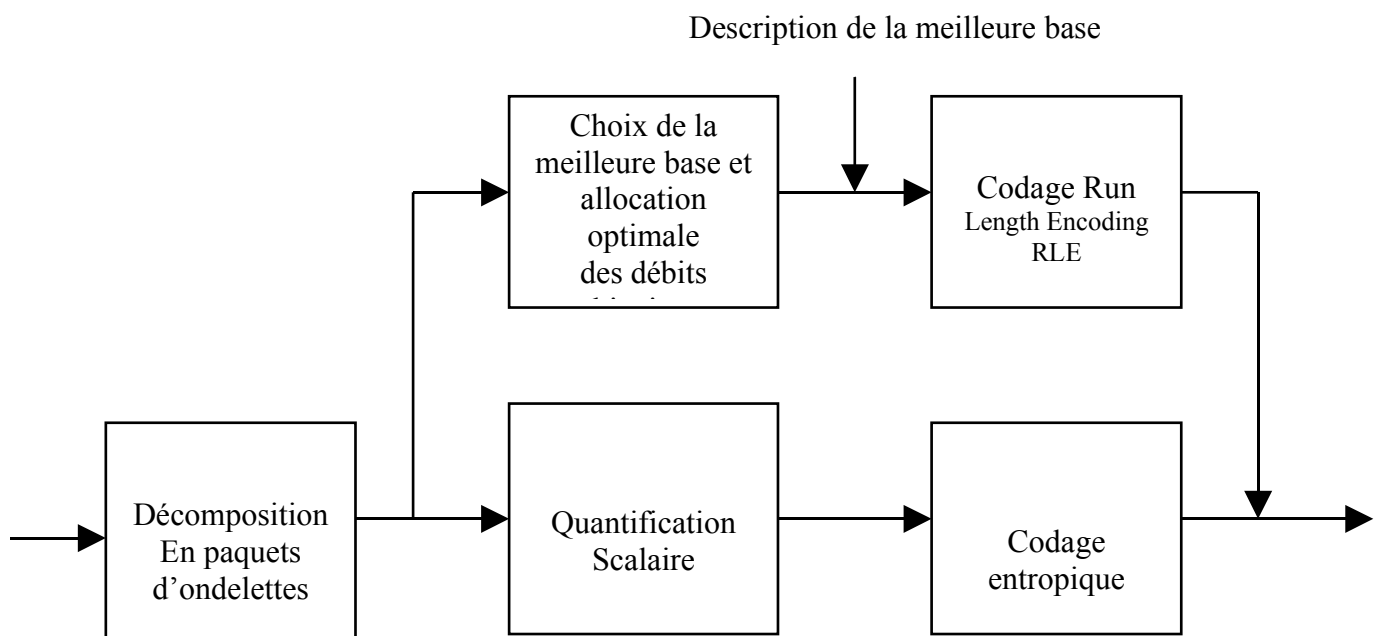 Description de la meilleure base
Choix de la
meilleure base et
allocation
optimale
des débits
Codage Run
Length Encoding
RLE
Décomposition
En paquets
d’ondelettes
Quantification
Scalaire
Codage
entropique